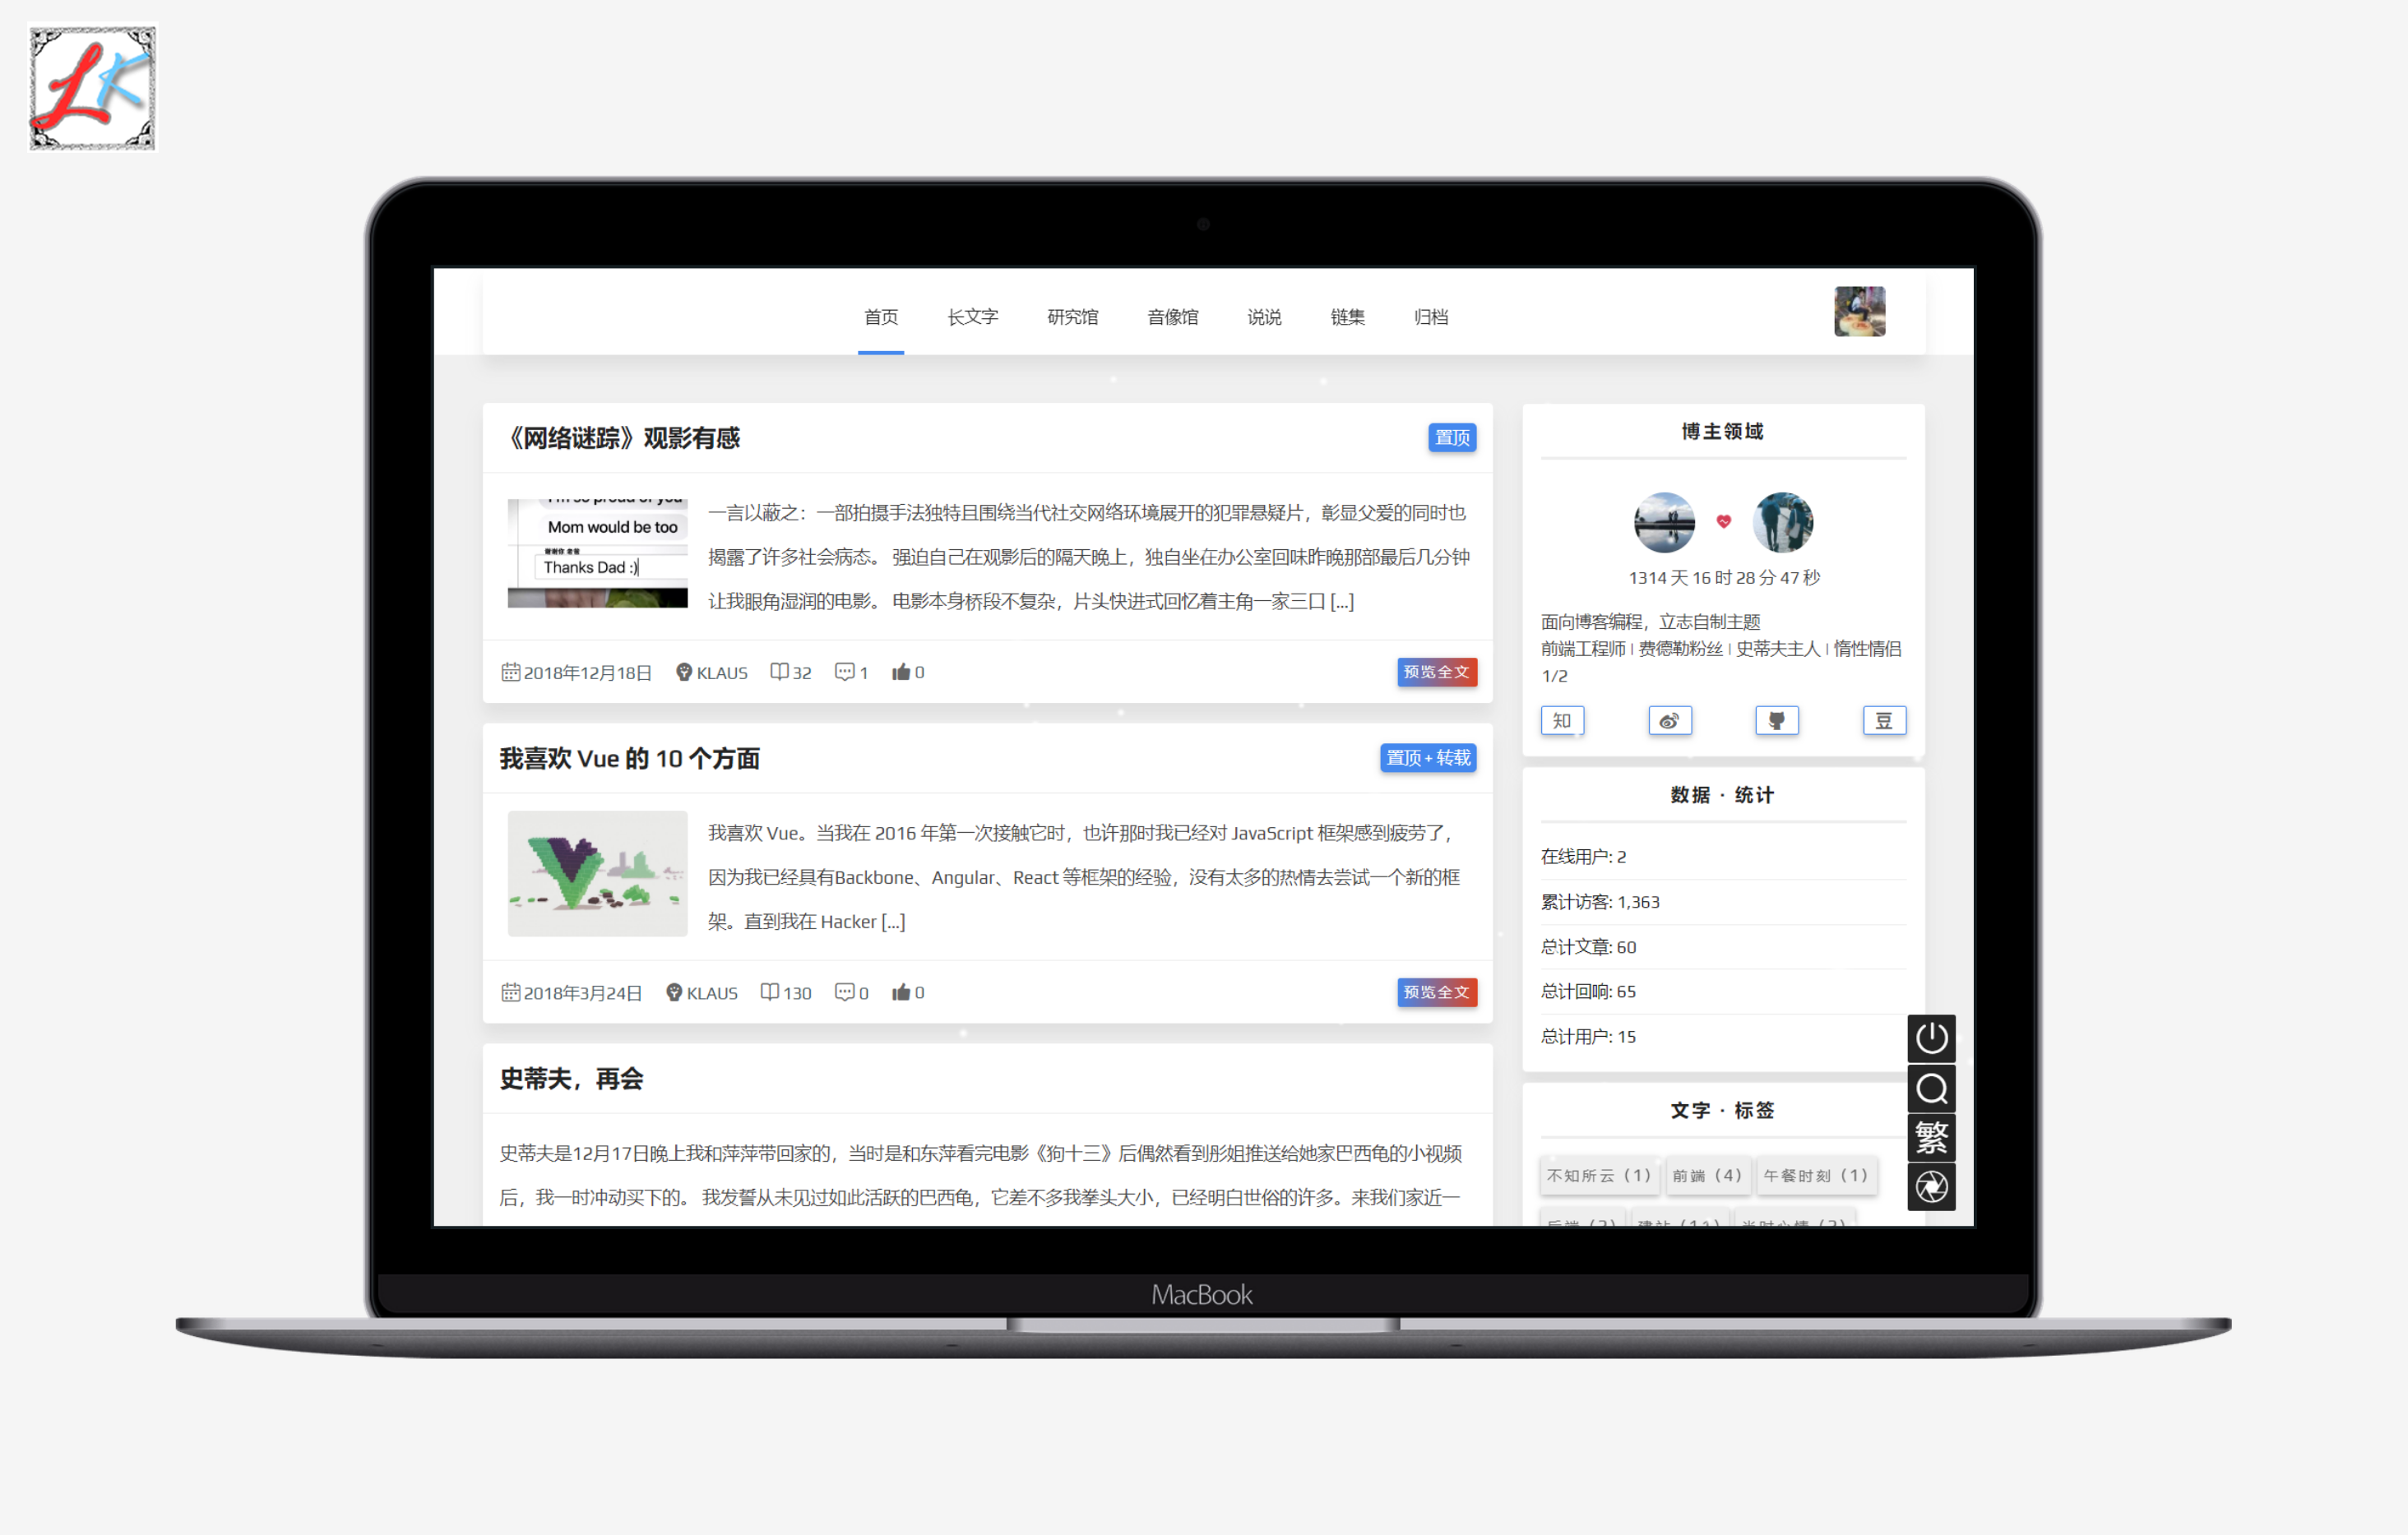 LK
首页 长文字 研究馆 音像馆 说说 链集 归档
《网络谜踪》观影有感
置顶
I'm so proud of you
Mom would be too
谢谢你 老爸
Thanks Dad :)
一言以蔽之：一部拍摄手法独特且围绕当代社交网络环境展开的犯罪悬疑片，彰显父爱的同时也
揭露了许多社会病态。 强迫自己在观影后的隔天晚上，独自坐在办公室回味昨晚那部最后几分钟
让我眼角湿润的电影。 电影本身桥段不复杂，片头快进式回忆着主角一家三口 [...]
2018年12月18日 KLAUS 32 1 0
预览全文
我喜欢 Vue 的 10 个方面
置顶 + 转载
我喜欢 Vue。当我在 2016 年第一次接触它时，也许那时我已经对 JavaScript 框架感到疲劳了，
因为我已经具有Backbone、Angular、React 等框架的经验，没有太多的热情去尝试一个新的框
架。直到我在 Hacker [...]
2018年3月24日 KLAUS 130 0 0
预览全文
史蒂夫，再会
史蒂夫是12月17日晚上我和萍萍带回家的，当时是和东萍看完电影《狗十三》后偶然看到彤姐推送给她家巴西龟的小视频
后，我一时冲动买下的。 我发誓从未见过如此活跃的巴西龟，它差不多我拳头大小，已经明白世俗的许多。来我们家近一
博主领域
1314 天 16 时 28 分 47 秒
面向博客编程，立志自制主题
前端工程师 | 费德勒粉丝 | 史蒂夫主人 | 惰性情侣
1/2
知 豆
数据 · 统计
在线用户: 2
累计访客: 1,363
总计文章: 60
总计回响: 65
总计用户: 15
文字 · 标签
不知所云（1） 前端（4） 午餐时刻（1）
后端（2） 建站（12） 当时心情（2）
繁
MacBook